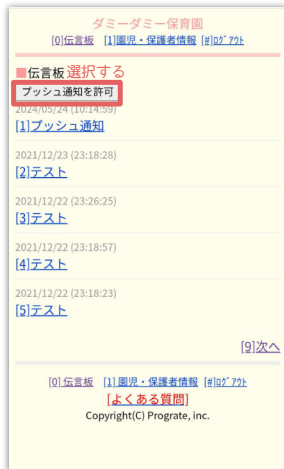 ダミーダミー保育園
[0]伝言板 [1]園児・保護者情報 [#]ﾛｸﾞｱｳﾄ
■伝言板 選択する
プッシュ通知を許可
2024/05/24 (10:14:59)
[1]プッシュ通知
2021/12/23 (23:18:28)
[2]テスト
2021/12/22 (23:26:25)
[3]テスト
2021/12/22 (23:18:57)
[4]テスト
2021/12/22 (23:18:23)
[5]テスト
[9]次へ
[0] 伝言板 [1] 園児・保護者情報 [#]ﾛｸﾞｱｳﾄ
[よくある質問]
Copyright(C) Prograte, inc.